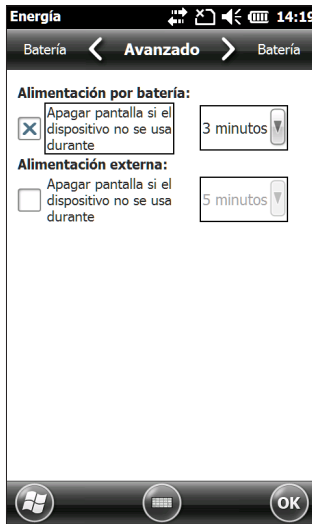 Energía 14:19
Batería Avanzado Batería
Alimentación por batería:
Apagar pantalla si el
dispositivo no se usa
durante
3 minutos
Alimentación externa:
Apagar pantalla si el
dispositivo no se usa
durante
5 minutos
OK